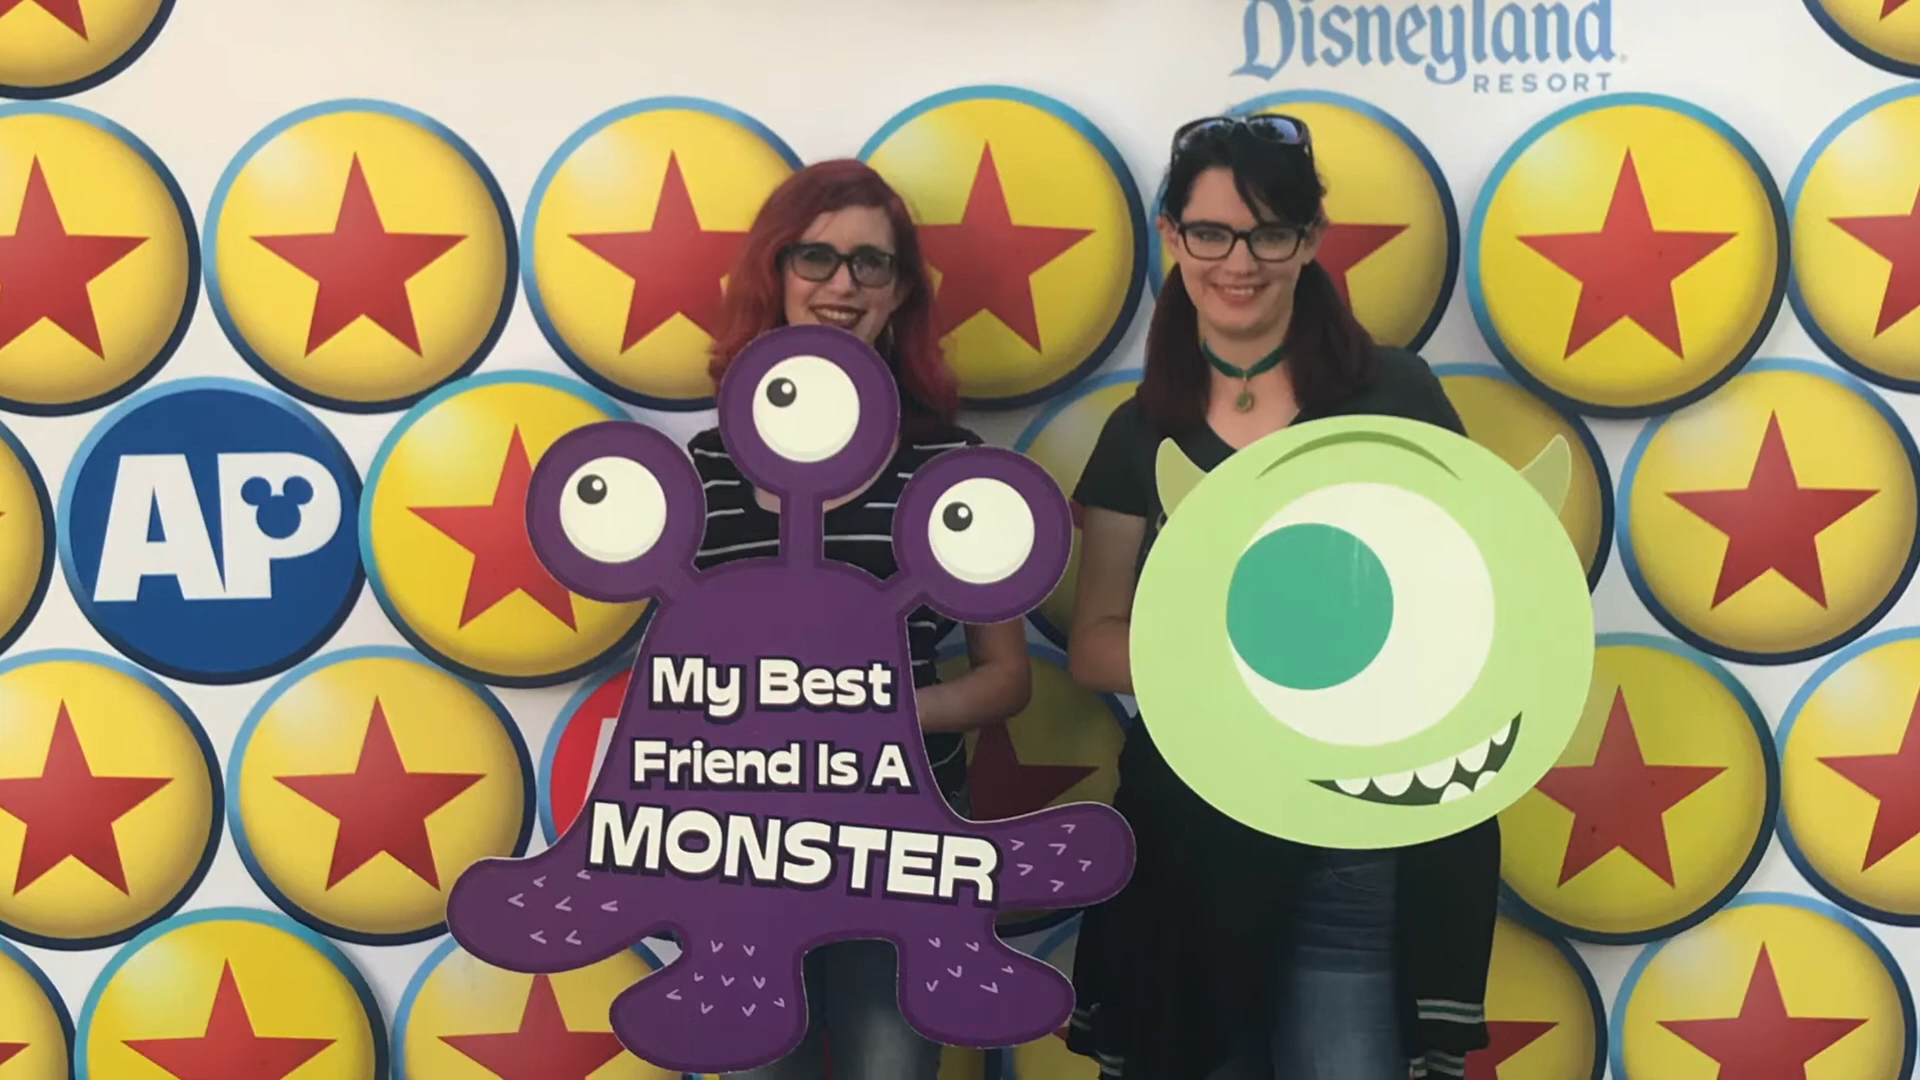 Disneyland
RESORT
AP
My Best
Friend Is A
MONSTER